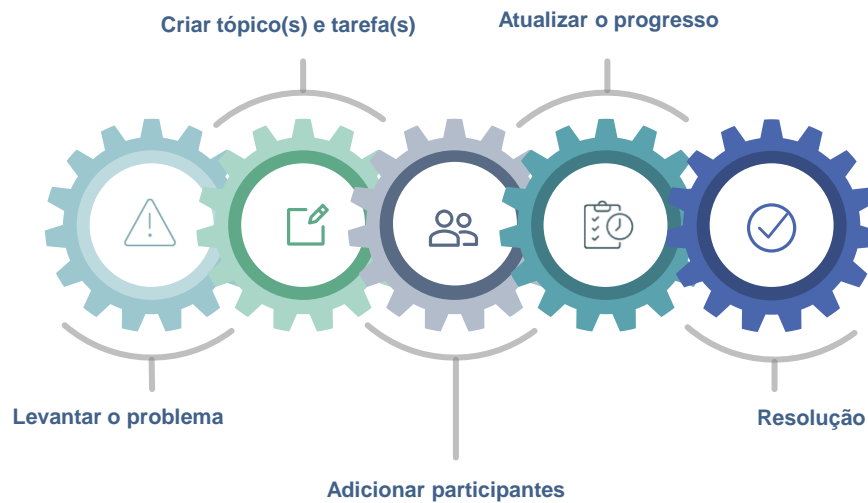 Criar tópico(s) e tarefa(s)
Atualizar o progresso
Levantar o problema
Resolução
Adicionar participantes